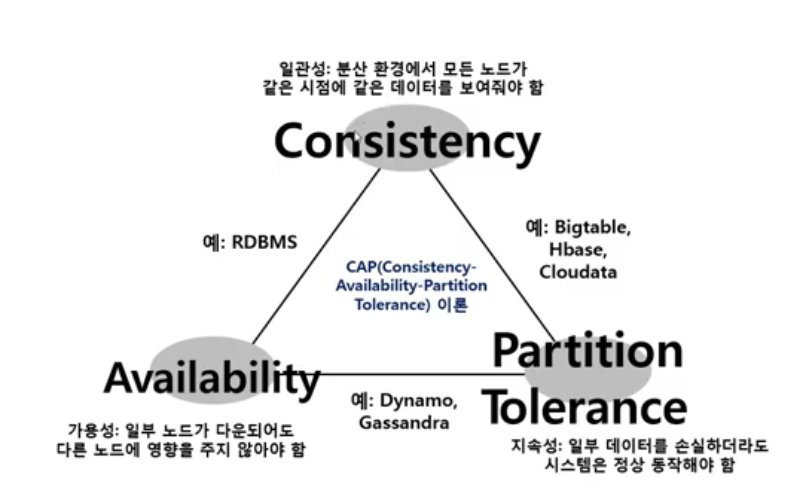 일관성: 분산 환경에서 모든 노드가
같은 시점에 같은 데이터를 보여줘야 함
Consistency
예: RDBMS
예: Bigtable,
Hbase,
Cloudata
CAP(Consistency-
Availability-Partition
Tolerance) 이론
Availability
Partition
Tolerance
예: Dynamo,
Gassandra
가용성: 일부 노드가 다운되어도
다른 노드에 영향을 주지 않아야 함
지속성: 일부 데이터를 손실하더라도
시스템은 정상 동작해야 함